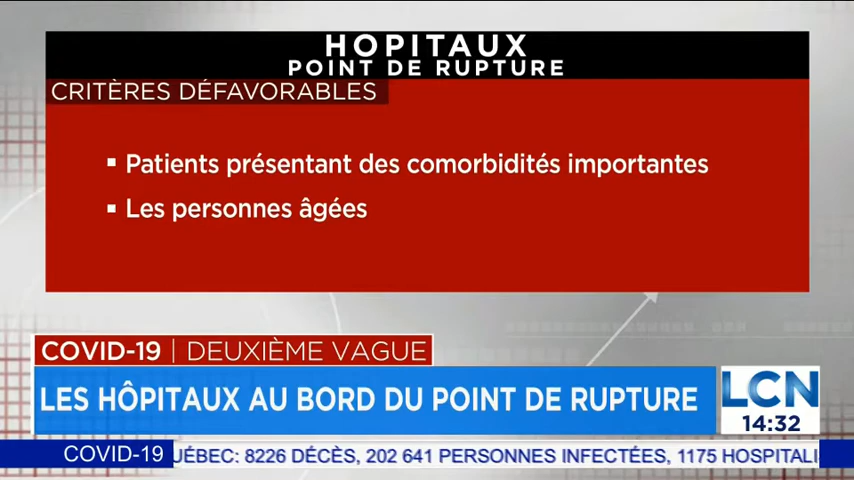 HOPITAUX
POINT DE RUPTURE
CRITÈRES DÉFAVORABLES
▪ Patients présentant des comorbidités importantes
▪ Les personnes âgées
COVID-19 | DEUXIÈME VAGUE
LES HÔPITAUX AU BORD DU POINT DE RUPTURE
LCN
14:32
COVID-19
UÉBEC: 8226 DÉCÈS, 202 641 PERSONNES INFECTÉES, 1175 HOSPITALI